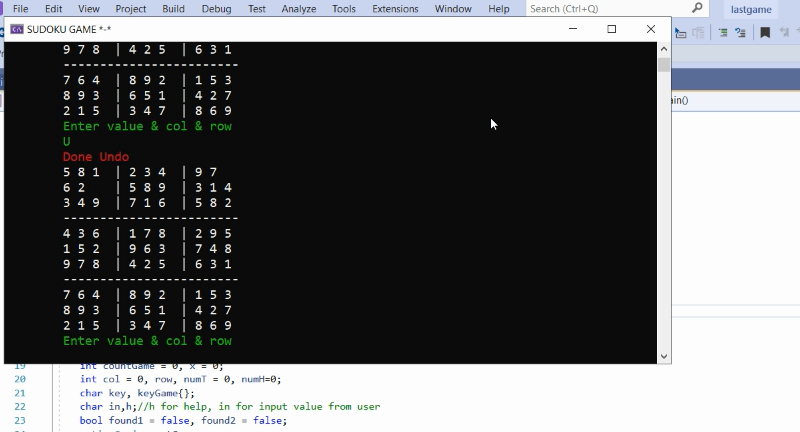 File Edit View Project Build Debug Test Analyze Tools Extensions Window Help Search (Ctrl+Q) lastgame
SUDOKU GAME *-*
9 7 8 | 4 2 5 | 6 3 1
-----------------------
7 6 4 | 8 9 2 | 1 5 3
8 9 3 | 6 5 1 | 4 2 7
2 1 5 | 3 4 7 | 8 6 9
Enter value & col & row
U
Done Undo
5 8 1 | 2 3 4 | 9 7
6 2   | 5 8 9 | 3 1 4
3 4 9 | 7 1 6 | 5 8 2
-----------------------
4 3 6 | 1 7 8 | 2 9 5
1 5 2 | 9 6 3 | 7 4 8
9 7 8 | 4 2 5 | 6 3 1
-----------------------
7 6 4 | 8 9 2 | 1 5 3
8 9 3 | 6 5 1 | 4 2 7
2 1 5 | 3 4 7 | 8 6 9
Enter value & col & row
ain()
19 int countGame = 0, x = 0;
20 int col = 0, row, numT = 0, numH=0;
21 char key, keyGame{};
22 char in,h;//h for help, in for input value from user
23 bool found1 = false, found2 = false;